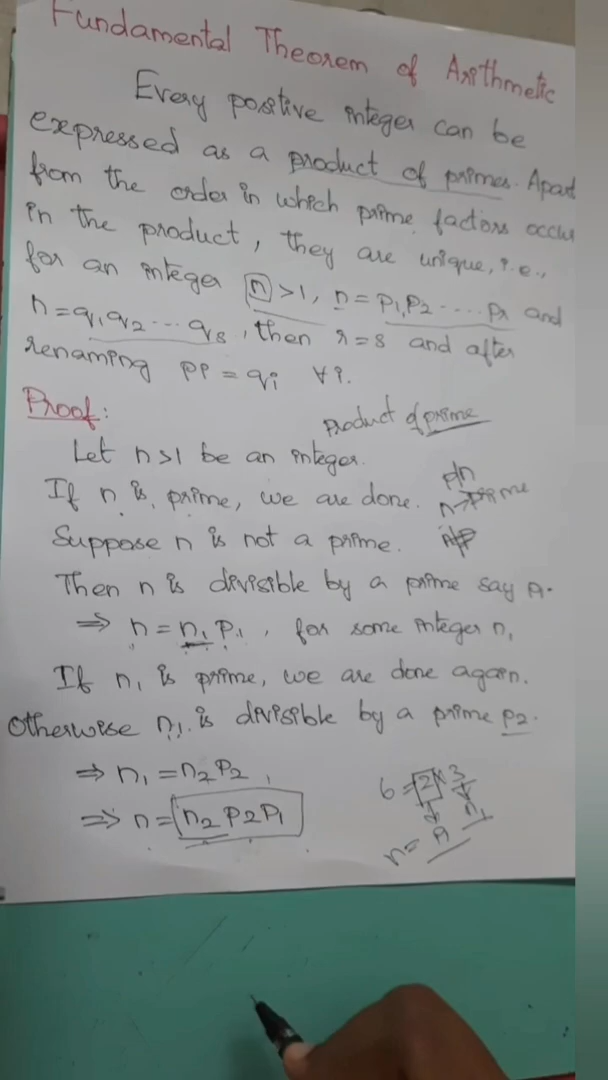 Fundamental Theorem of Arithmetic
Every positive integer can be
expressed as a product of primes. Apart
from the order in which prime factors occur
in the product, they are unique, i.e.,
for an integer n >1, n = p1, p2 ..... pr and
n = q1 q2 ... qs, then r = s and after
renaming pi = qi ∀ i.
Proof:
product of prime
Let n >1 be an integer.
p/n
If n is prime, we are done.
n → prime
Suppose n is not a prime.
Then n is divisible by a prime say p1.
⇒ n = n1 p1, for some integer n1
If n1 is prime, we are done again.
Otherwise n1 is divisible by a prime p2.
⇒ n1 = n2 p2,
⇒ n = n2 p2 p1
6 = 2 × 3
p1 n1
n =